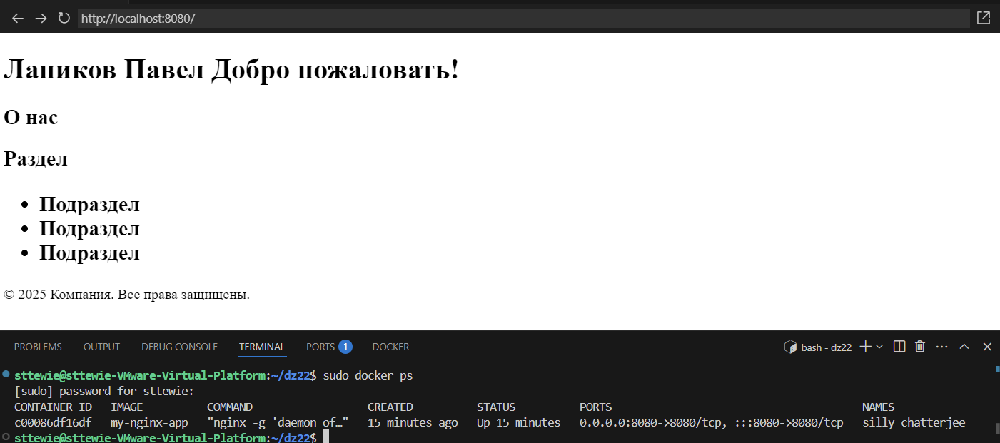 http://localhost:8080/
Лапиков Павел Добро пожаловать!
О нас
Раздел
• Подраздел
• Подраздел
• Подраздел
© 2025 Компания. Все права защищены.
PROBLEMS OUTPUT DEBUG CONSOLE TERMINAL PORTS 1 DOCKER bash - dz22
sttewie@sttewie-VMware-Virtual-Platform:~/dz22$ sudo docker ps
[sudo] password for sttewie:
CONTAINER ID IMAGE COMMAND CREATED STATUS PORTS NAMES
c00086df16df my-nginx-app "nginx -g 'daemon of…" 15 minutes ago Up 15 minutes 0.0.0.0:8080->8080/tcp, :::8080->8080/tcp silly_chatterjee
sttewie@sttewie-VMware-Virtual-Platform:~/dz22$